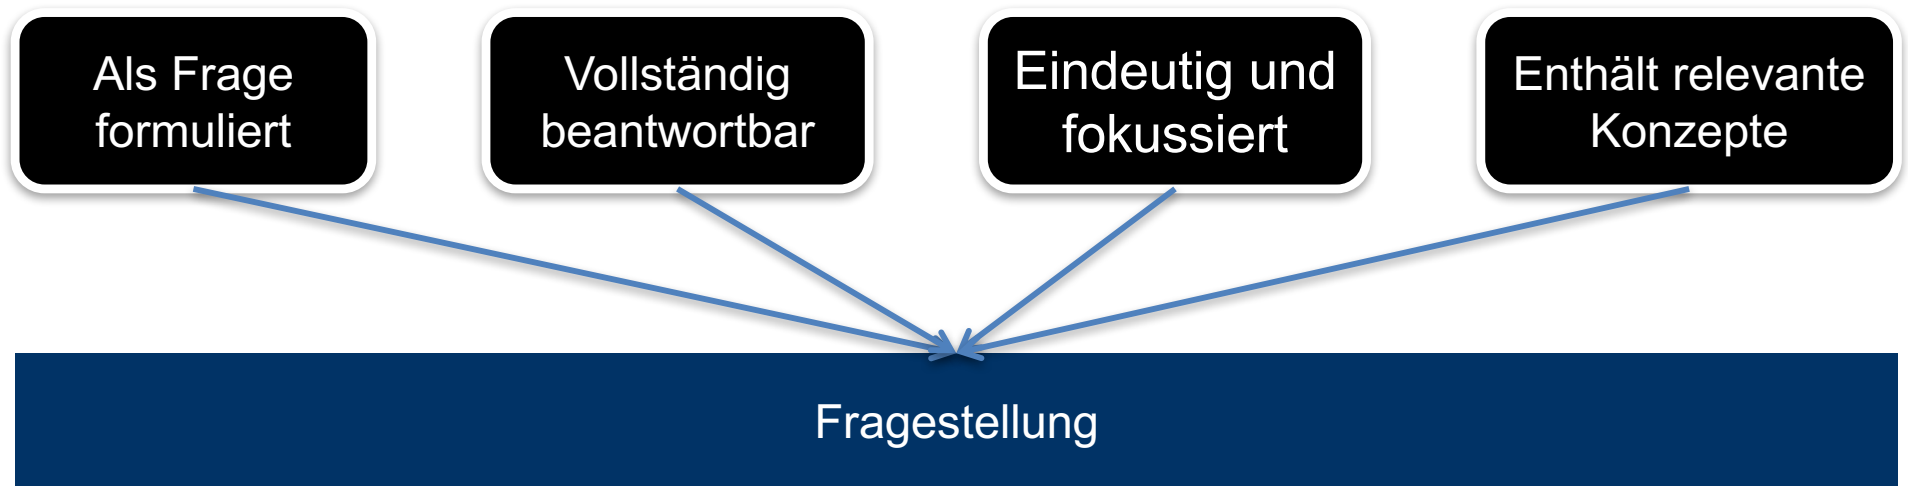 Als Frage
formuliert
Vollständig
beantwortbar
Eindeutig und
fokussiert
Enthält relevante
Konzepte
Fragestellung